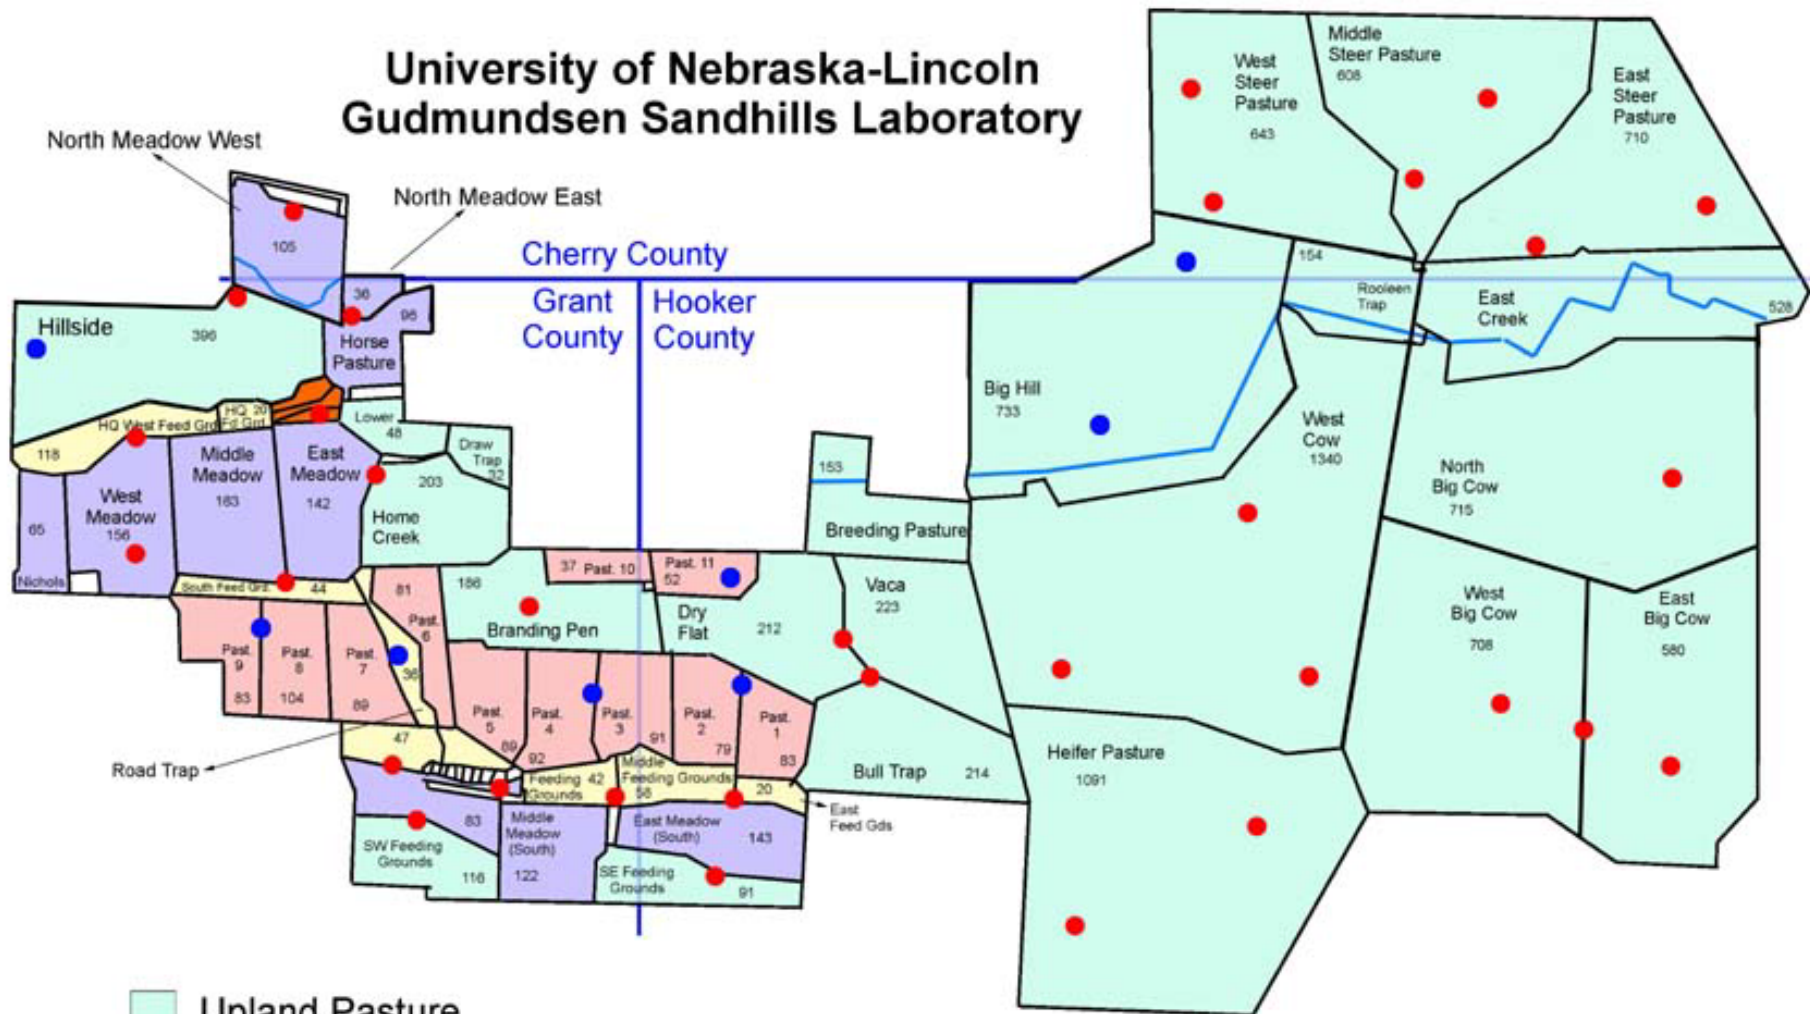 University of Nebraska-Lincoln
Gudmundsen Sandhills Laboratory
North Meadow West
North Meadow East
105
36
96
Cherry County
Grant
County
Hooker
County
Hillside
396
Horse
Pasture
HQ West Feed Grd
HQ 20
Fd Grd
118
Lower
48
Draw
Trap
32
203
Home
Creek
65
Nichols
West
Meadow
156
Middle
Meadow
183
East
Meadow
142
South Feed Grd.
44
Past.
9
83
Past.
8
104
Past.
7
89
36
81
Past.
6
186
Branding Pen
37 Past. 10
Past. 11
52
Dry
Flat
212
Vaca
223
153
Breeding Pasture
Past.
5
89
Past.
4
92
Past.
3
91
Past.
2
79
Past.
1
83
Road Trap
47
Feeding 42
Grounds
Middle
Feeding Grounds
58
20
East
Feed Gds
Bull Trap 214
83
SW Feeding
Grounds
116
Middle
Meadow
(South)
122
East Meadow
(South)
143
SE Feeding
Grounds
91
West
Steer
Pasture
643
Middle
Steer Pasture
608
East
Steer
Pasture
710
154
Rooleen
Trap
East
Creek
528
Big Hill
733
West
Cow
1340
North
Big Cow
715
West
Big Cow
708
East
Big Cow
580
Heifer Pasture
1091
Upland Pasture